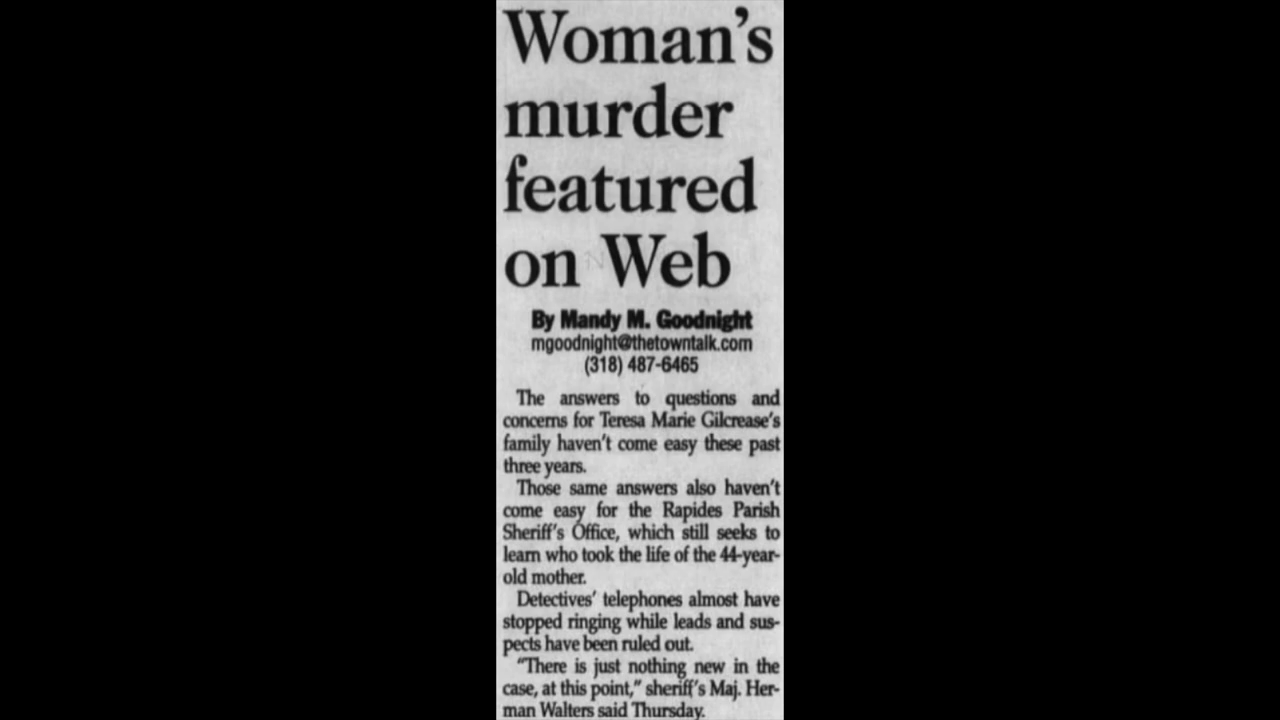 Woman's
murder
featured
on Web
By Mandy M. Goodnight
mgoodnight@thetowntalk.com
(318) 487-6465
The answers to questions and
concerns for Teresa Marie Gilcrease's
family haven't come easy these past
three years.
Those same answers also haven't
come easy for the Rapides Parish
Sheriff's Office, which still seeks to
learn who took the life of the 44-year-
old mother.
Detectives' telephones almost have
stopped ringing while leads and sus-
pects have been ruled out.
"There is just nothing new in the
case, at this point," sheriff's Maj. Her-
man Walters said Thursday.